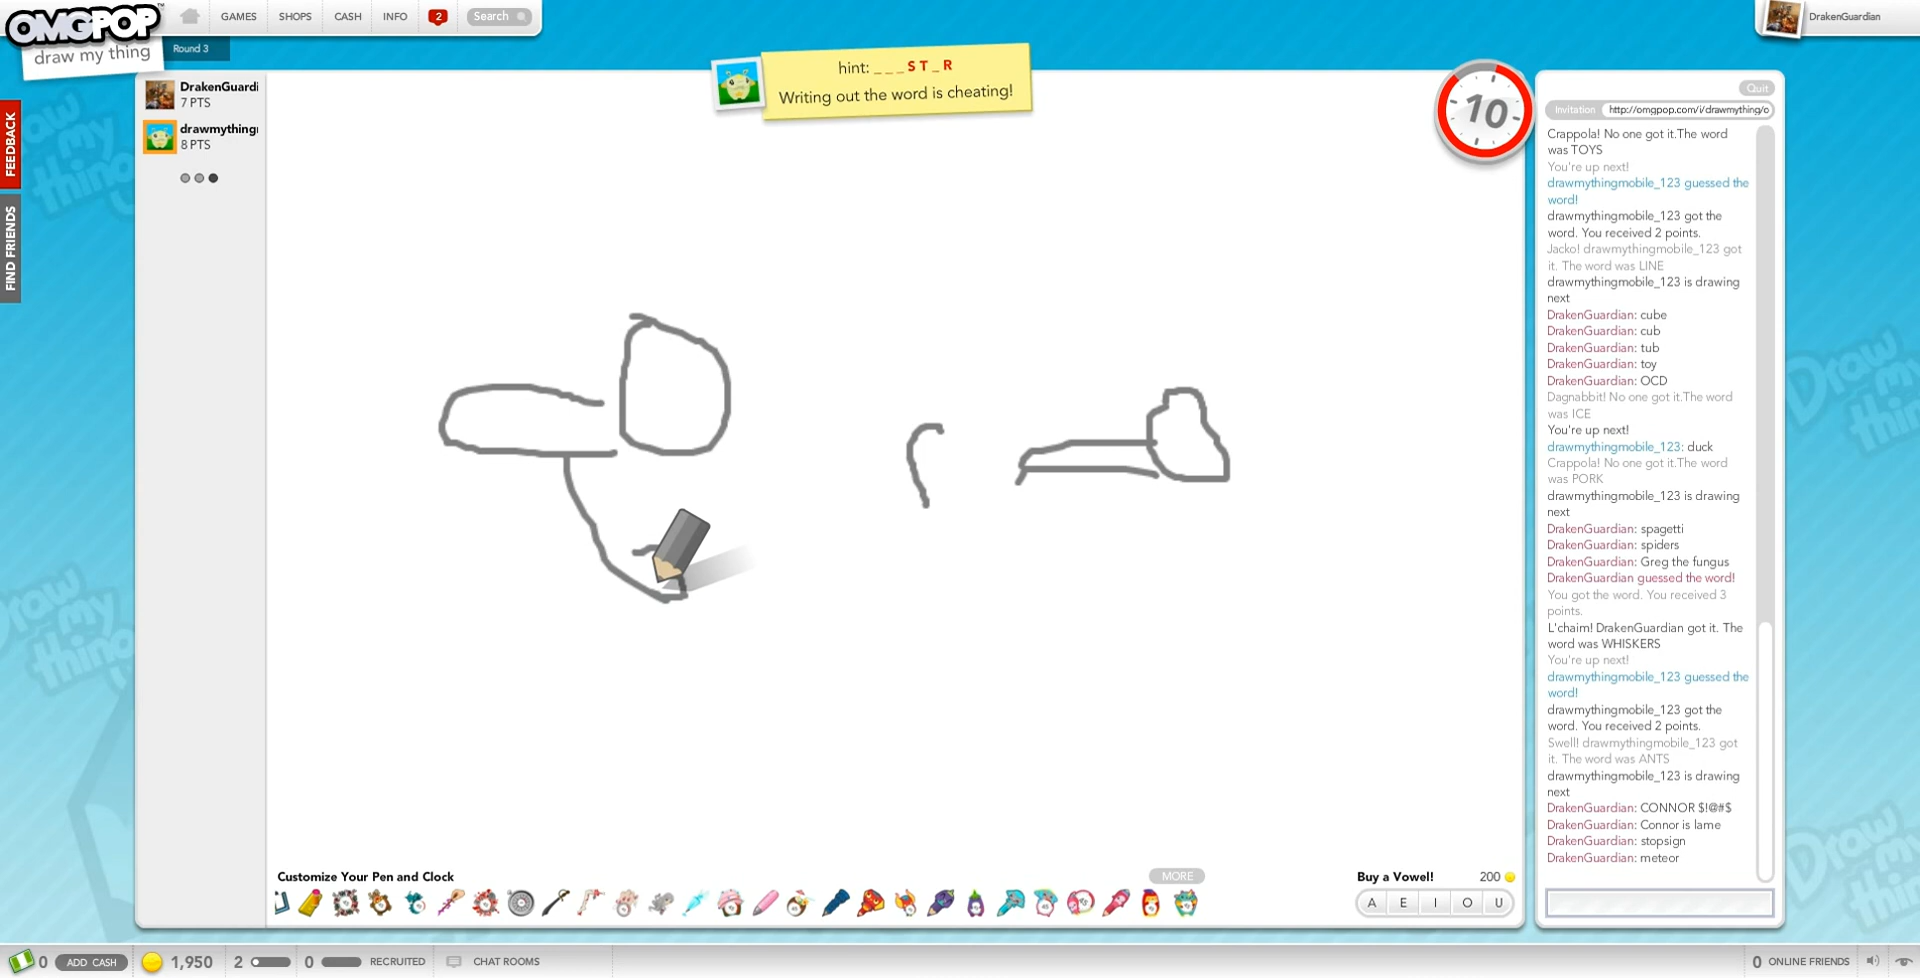 OMGPOP™
draw my thing
GAMES
SHOPS
CASH
INFO
2
Search
DrakenGuardian
Round 3
FEEDBACK
FIND FRIENDS
DrakenGuardi
7 PTS
drawmything
8 PTS
hint: _ _ _ S T _ R
Writing out the word is cheating!
10
Quit
Invitation http://omgpop.com/i/drawmything/o
Crappola! No one got it.The word
was TOYS
You're up next!
drawmythingmobile_123 guessed the
word!
drawmythingmobile_123 got the
word. You received 2 points.
Jacko! drawmythingmobile_123 got
it. The word was LINE
drawmythingmobile_123 is drawing
next
DrakenGuardian: cube
DrakenGuardian: cub
DrakenGuardian: tub
DrakenGuardian: toy
DrakenGuardian: OCD
Dagnabbit! No one got it.The word
was ICE
You're up next!
drawmythingmobile_123: duck
Crappola! No one got it.The word
was PORK
drawmythingmobile_123 is drawing
next
DrakenGuardian: spagetti
DrakenGuardian: spiders
DrakenGuardian: Greg the fungus
DrakenGuardian guessed the word!
You got the word. You received 3
points.
L'chaim! DrakenGuardian got it. The
word was WHISKERS
You're up next!
drawmythingmobile_123 guessed the
word!
drawmythingmobile_123 got the
word. You received 2 points.
Swell! drawmythingmobile_123 got
it. The word was ANTS
drawmythingmobile_123 is drawing
next
DrakenGuardian: CONNOR $!@#$
DrakenGuardian: Connor is lame
DrakenGuardian: stopsign
DrakenGuardian: meteor
Customize Your Pen and Clock
MORE
Buy a Vowel!
200
A E I O U
0
ADD CASH
1,950
2
0
RECRUITED
CHAT ROOMS
0 ONLINE FRIENDS